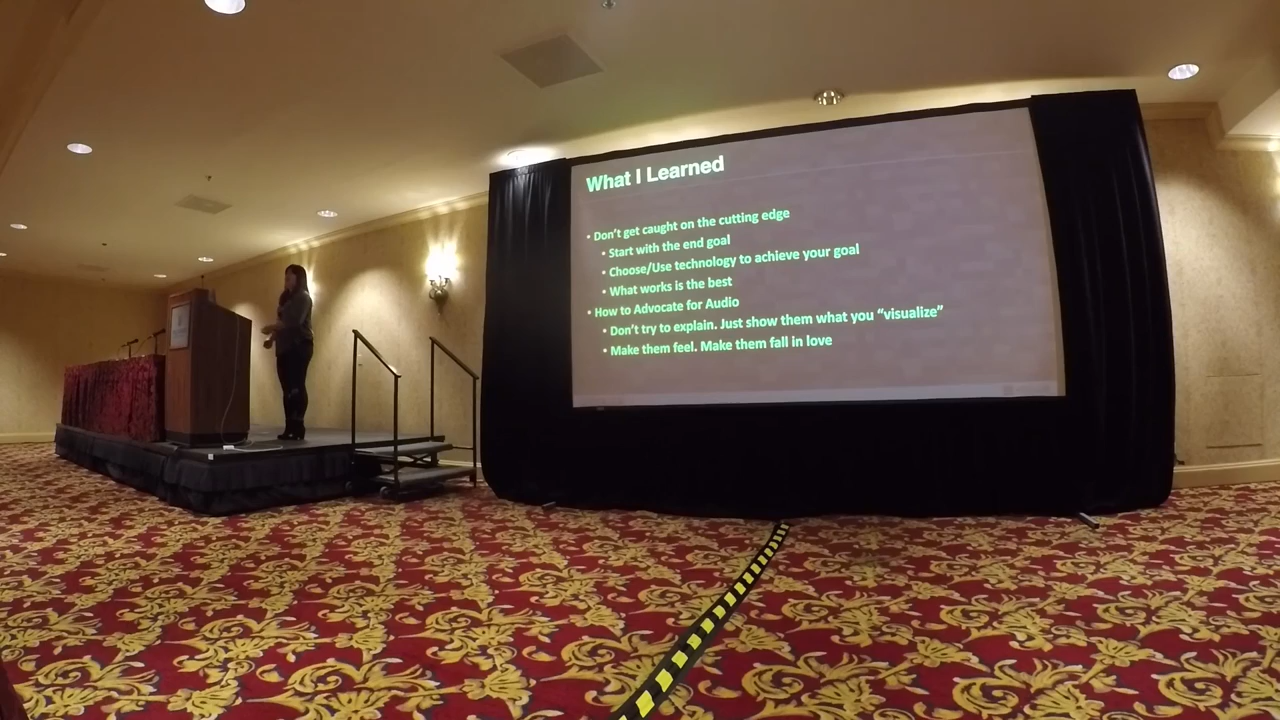 What I Learned
• Don't get caught on the cutting edge
• Start with the end goal
• Choose/Use technology to achieve your goal
• What works is the best
• How to Advocate for Audio
• Don't try to explain. Just show them what you “visualize”
• Make them feel. Make them fall in love